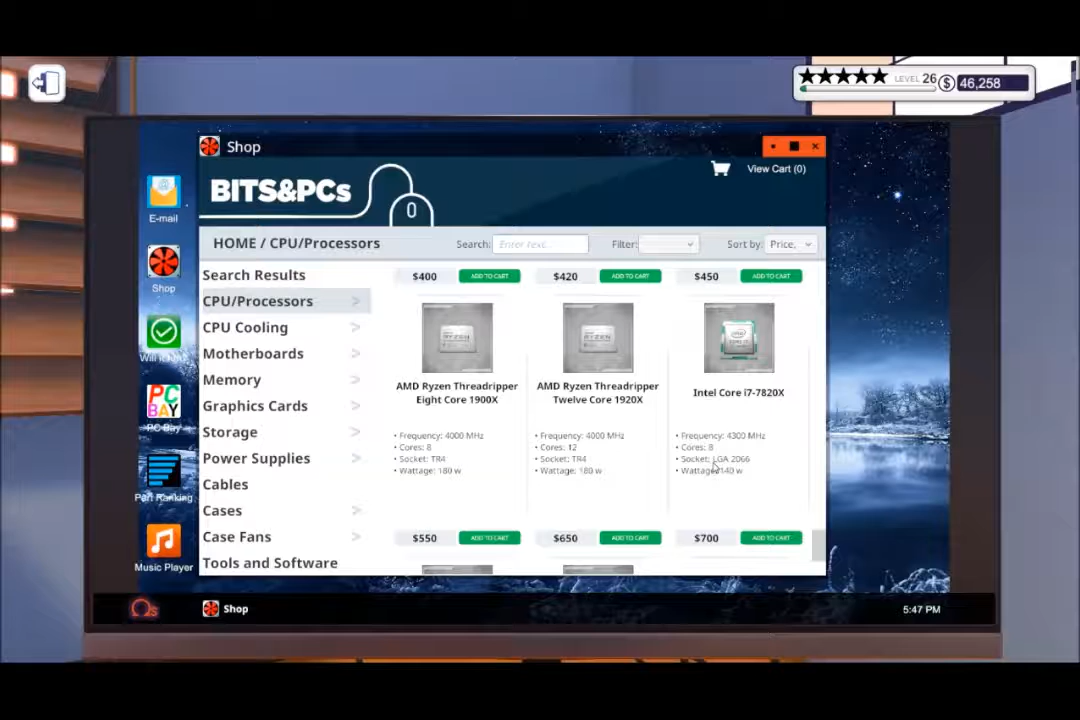 LEVEL 26
$ 46,258
Shop
BITS&PCs
View Cart (0)
HOME / CPU/Processors
Search: Enter text...
Filter:
Sort by: Price,
E-mail
Shop
PC BAY
PC Bay
Part Ranking
Music Player
Search Results
CPU/Processors >
CPU Cooling >
Motherboards >
Memory >
Graphics Cards >
Storage >
Power Supplies >
Cables
Cases >
Case Fans >
Tools and Software
$400 ADD TO CART
$420 ADD TO CART
$450 ADD TO CART
RYZEN
AMD Ryzen Threadripper
Eight Core 1900X
• Frequency: 4000 MHz
• Cores: 8
• Socket: TR4
• Wattage: 180 w
$550 ADD TO CART
RYZEN
AMD Ryzen Threadripper
Twelve Core 1920X
• Frequency: 4000 MHz
• Cores: 12
• Socket: TR4
• Wattage: 180 w
$650 ADD TO CART
Intel Core i7-7820X
• Frequency: 4300 MHz
• Cores: 8
• Socket: LGA 2066
• Wattage: 140 w
$700 ADD TO CART
Shop
5:47 PM